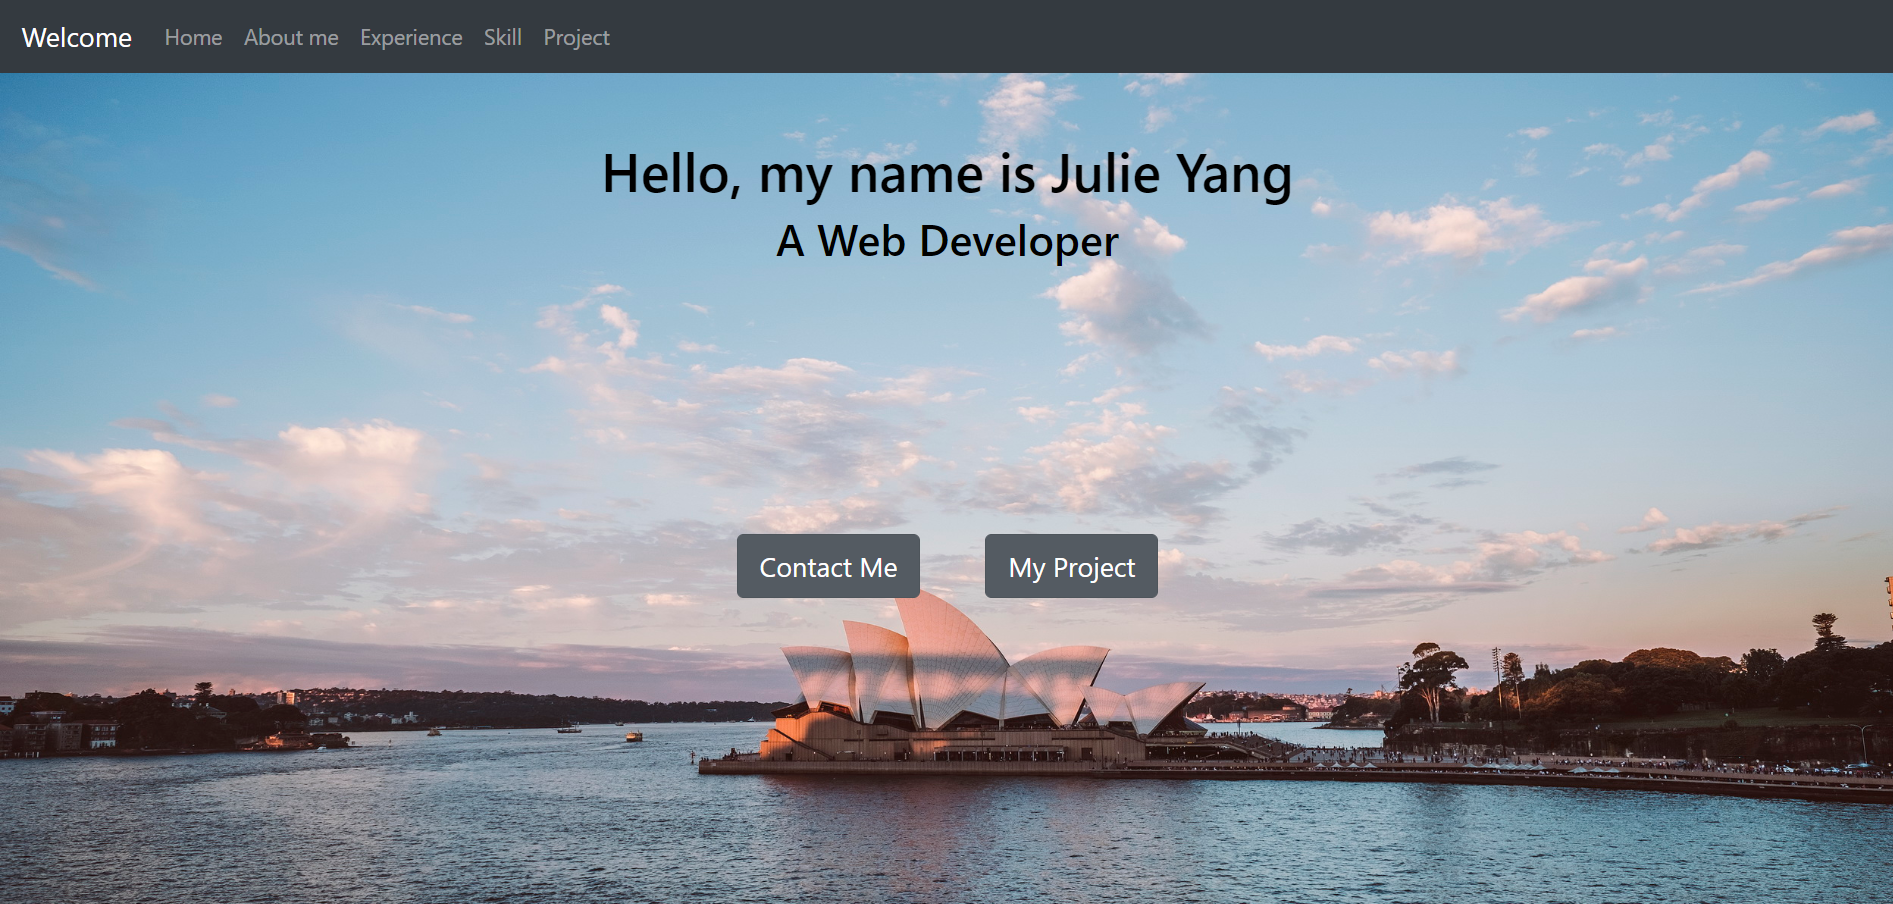 Welcome Home About me Experience Skill Project
Hello, my name is Julie Yang
A Web Developer
Contact Me My Project